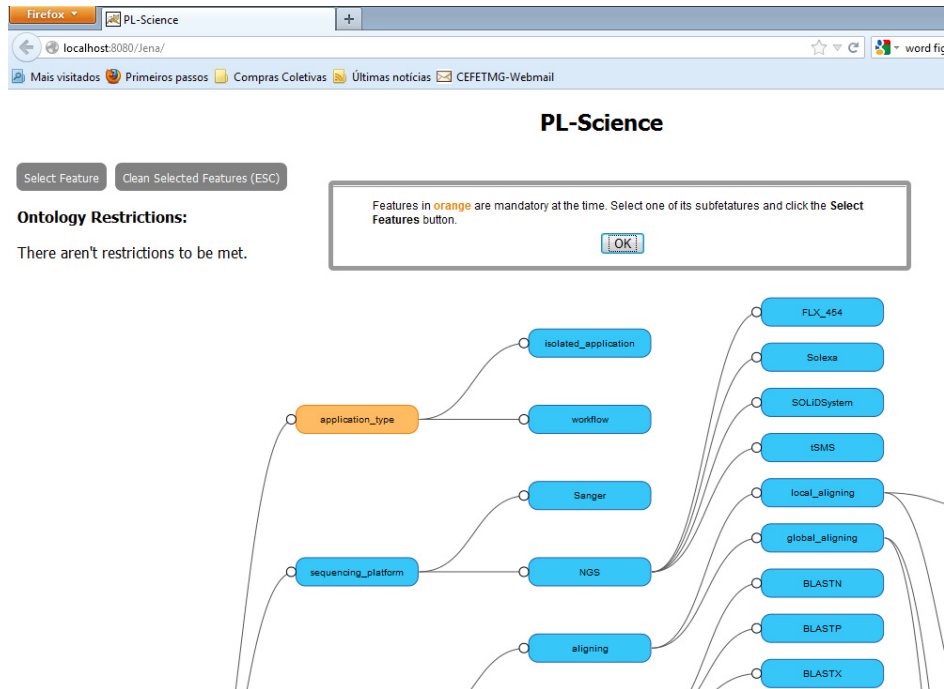 Firefox
PL-Science
localhost:8080/Jena/
word fig
Mais visitados Primeiros passos Compras Coletivas Últimas notícias CEFETMG-Webmail
PL-Science
Select Feature Clean Selected Features (ESC)
Ontology Restrictions:
There aren't restrictions to be met.
Features in orange are mandatory at the time. Select one of its subfetatures and click the Select
Features button.
OK
FLX_454
isolated_application
Solexa
SOLiDSystem
application_type
workflow
tSMS
Sanger
local_aligning
global_aligning
sequencing_platform
NGS
BLASTN
BLASTP
aligning
BLASTX